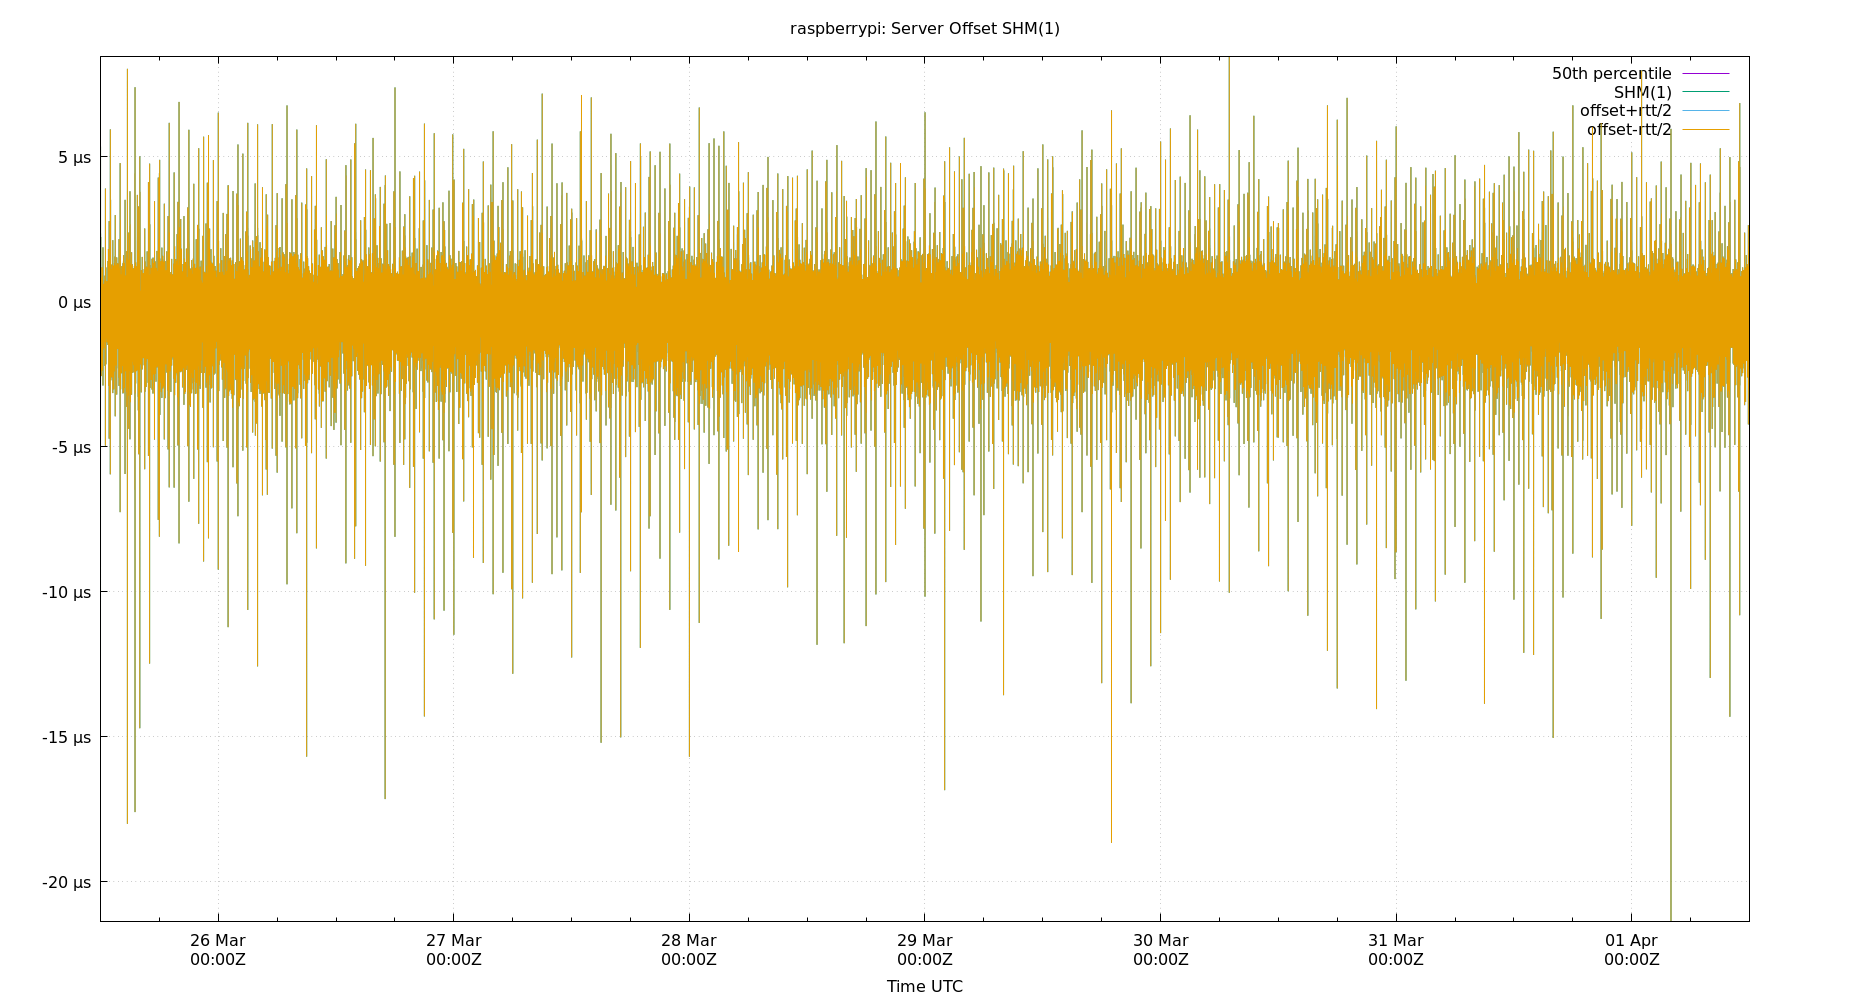 raspberrypi: Server Offset SHM(1)
50th percentile
SHM(1)
offset+rtt/2
offset-rtt/2
5 µs
0 µs
-5 µs
-10 µs
-15 µs
-20 µs
26 Mar 27 Mar 28 Mar 29 Mar 30 Mar 31 Mar 01 Apr
00:00Z 00:00Z 00:00Z 00:00Z 00:00Z 00:00Z 00:00Z
Time UTC